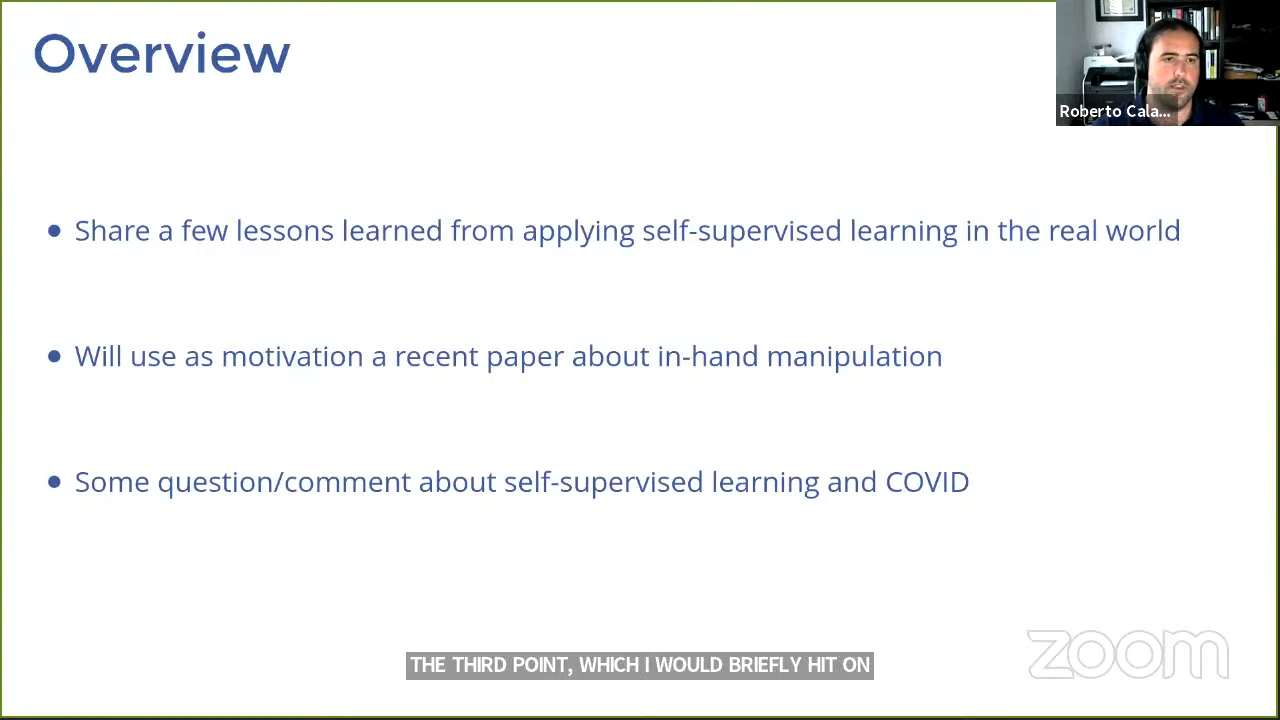 Overview
Roberto Cala...
• Share a few lessons learned from applying self-supervised learning in the real world
• Will use as motivation a recent paper about in-hand manipulation
• Some question/comment about self-supervised learning and COVID
THE THIRD POINT, WHICH I WOULD BRIEFLY HIT ON
zoom